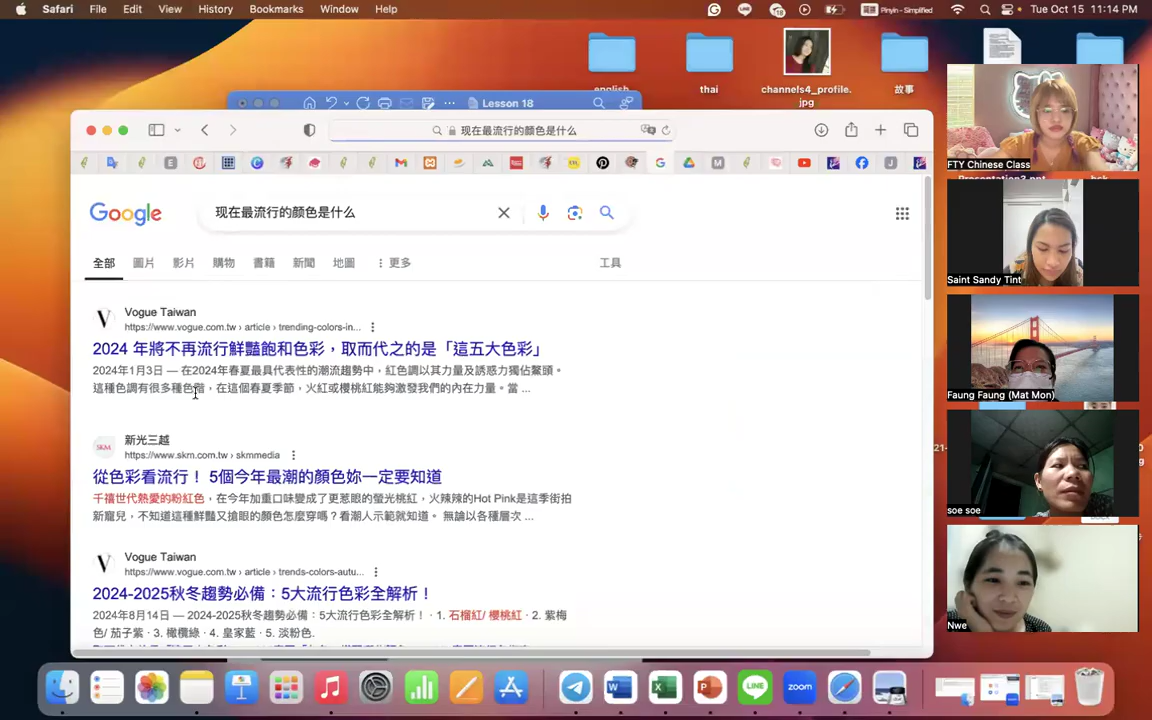 Safari File Edit View History Bookmarks Window Help
18
Pinyin - Simplified
Tue Oct 15 11:14 PM
english
thai
channels4_profile.jpg
故事
Lesson 18
现在最流行的颜色是什么
Google
现在最流行的颜色是什么
全部 圖片 影片 購物 書籍 新聞 地圖 更多 工具
Vogue Taiwan
https://www.vogue.com.tw › article › trending-colors-in...
2024 年將不再流行鮮豔飽和色彩，取而代之的是「這五大色彩」
2024年1月3日 — 在2024年春夏最具代表性的潮流趨勢中，紅色調以其力量及誘惑力獨佔鰲頭。
這種色調有很多種色階，在這個春夏季節，火紅或櫻桃紅能夠激發我們的內在力量。當 ...
SKM
新光三越
https://www.skm.com.tw › skmmedia
從色彩看流行！ 5個今年最潮的顏色妳一定要知道
千禧世代熱愛的粉紅色，在今年加重口味變成了更惹眼的螢光桃紅，火辣辣的Hot Pink是這季街拍
新寵兒，不知道這種鮮豔又搶眼的顏色怎麼穿嗎？看潮人示範就知道。 無論以各種層次 ...
Vogue Taiwan
https://www.vogue.com.tw › article › trends-colors-autu...
2024-2025秋冬趨勢必備：5大流行色彩全解析！
2024年8月14日 — 2024-2025秋冬趨勢必備：5大流行色彩全解析！ · 1. 石榴紅/ 櫻桃紅 · 2. 紫梅
色/ 茄子紫 · 3. 橄欖綠 · 4. 皇家藍 · 5. 淡粉色.
FTY Chinese Class
Saint Sandy Tint
Faung Faung (Mat Mon)
soe soe
Nwe
LINE
zoom